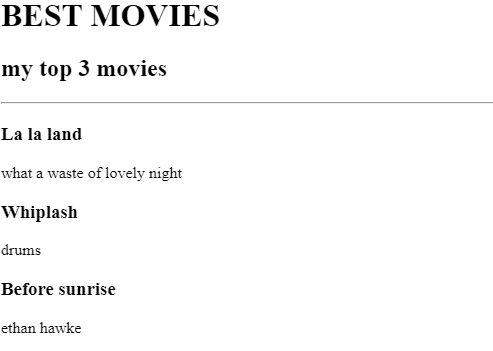 BEST MOVIES
my top 3 movies
La la land
what a waste of lovely night
Whiplash
drums
Before sunrise
ethan hawke